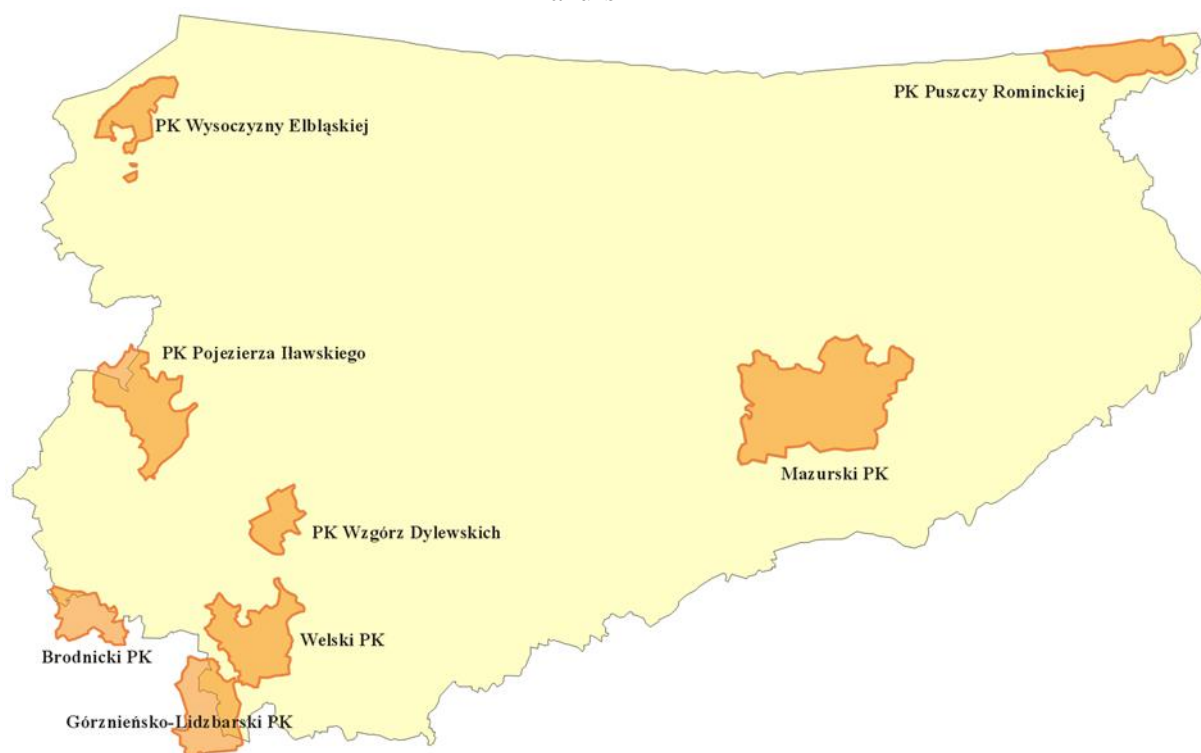 PK Puszczy Rominckiej
PK Wysoczyzny Elbląskiej
PK Pojezierza Iławskiego
Mazurski PK
PK Wzgórz Dylewskich
Welski PK
Brodnicki PK
Górznieńsko-Lidzbarski PK